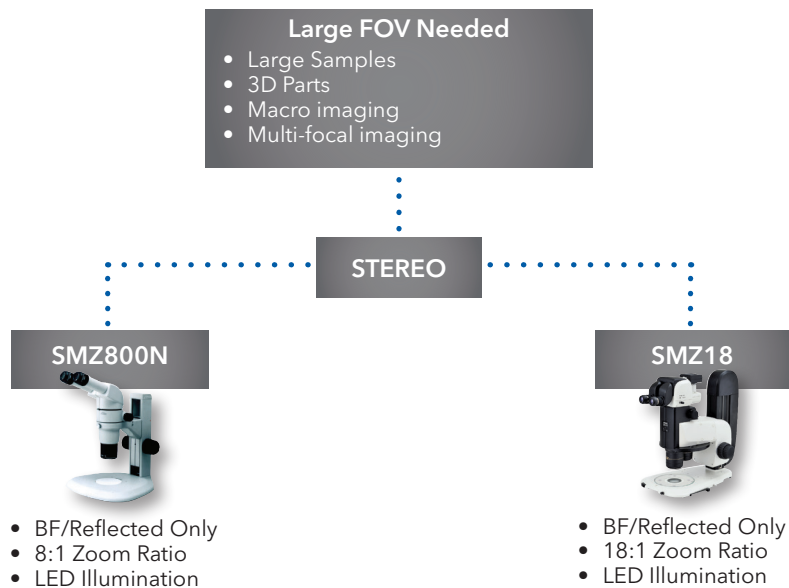 Large FOV Needed
• Large Samples
• 3D Parts
• Macro imaging
• Multi-focal imaging
STEREO
SMZ800N
• BF/Reflected Only
• 8:1 Zoom Ratio
• LED Illumination
SMZ18
• BF/Reflected Only
• 18:1 Zoom Ratio
• LED Illumination